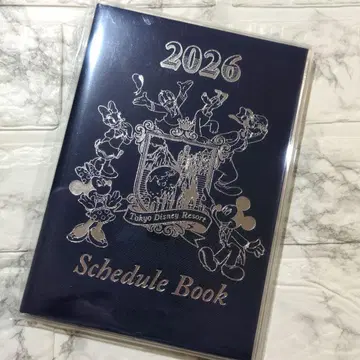 2026
Tokyo Disney Resort
Schedule Book